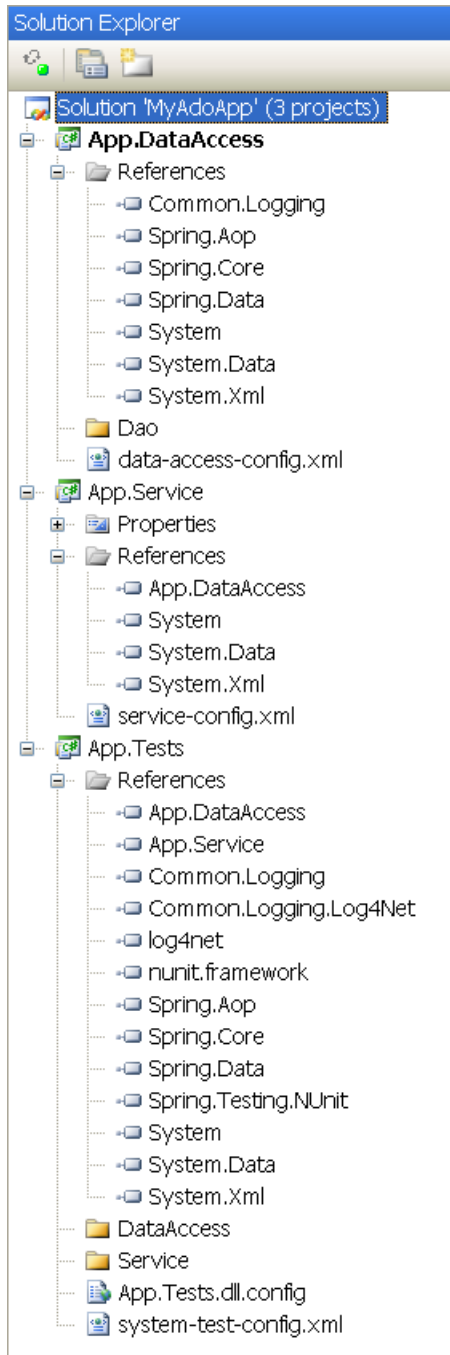 Solution Explorer
Solution 'MyAdoApp' (3 projects)
App.DataAccess
References
Common.Logging
Spring.Aop
Spring.Core
Spring.Data
System
System.Data
System.Xml
Dao
data-access-config.xml
App.Service
Properties
References
App.DataAccess
System
System.Data
System.Xml
service-config.xml
App.Tests
References
App.DataAccess
App.Service
Common.Logging
Common.Logging.Log4Net
log4net
nunit.framework
Spring.Aop
Spring.Core
Spring.Data
Spring.Testing.NUnit
System
System.Data
System.Xml
DataAccess
Service
App.Tests.dll.config
system-test-config.xml